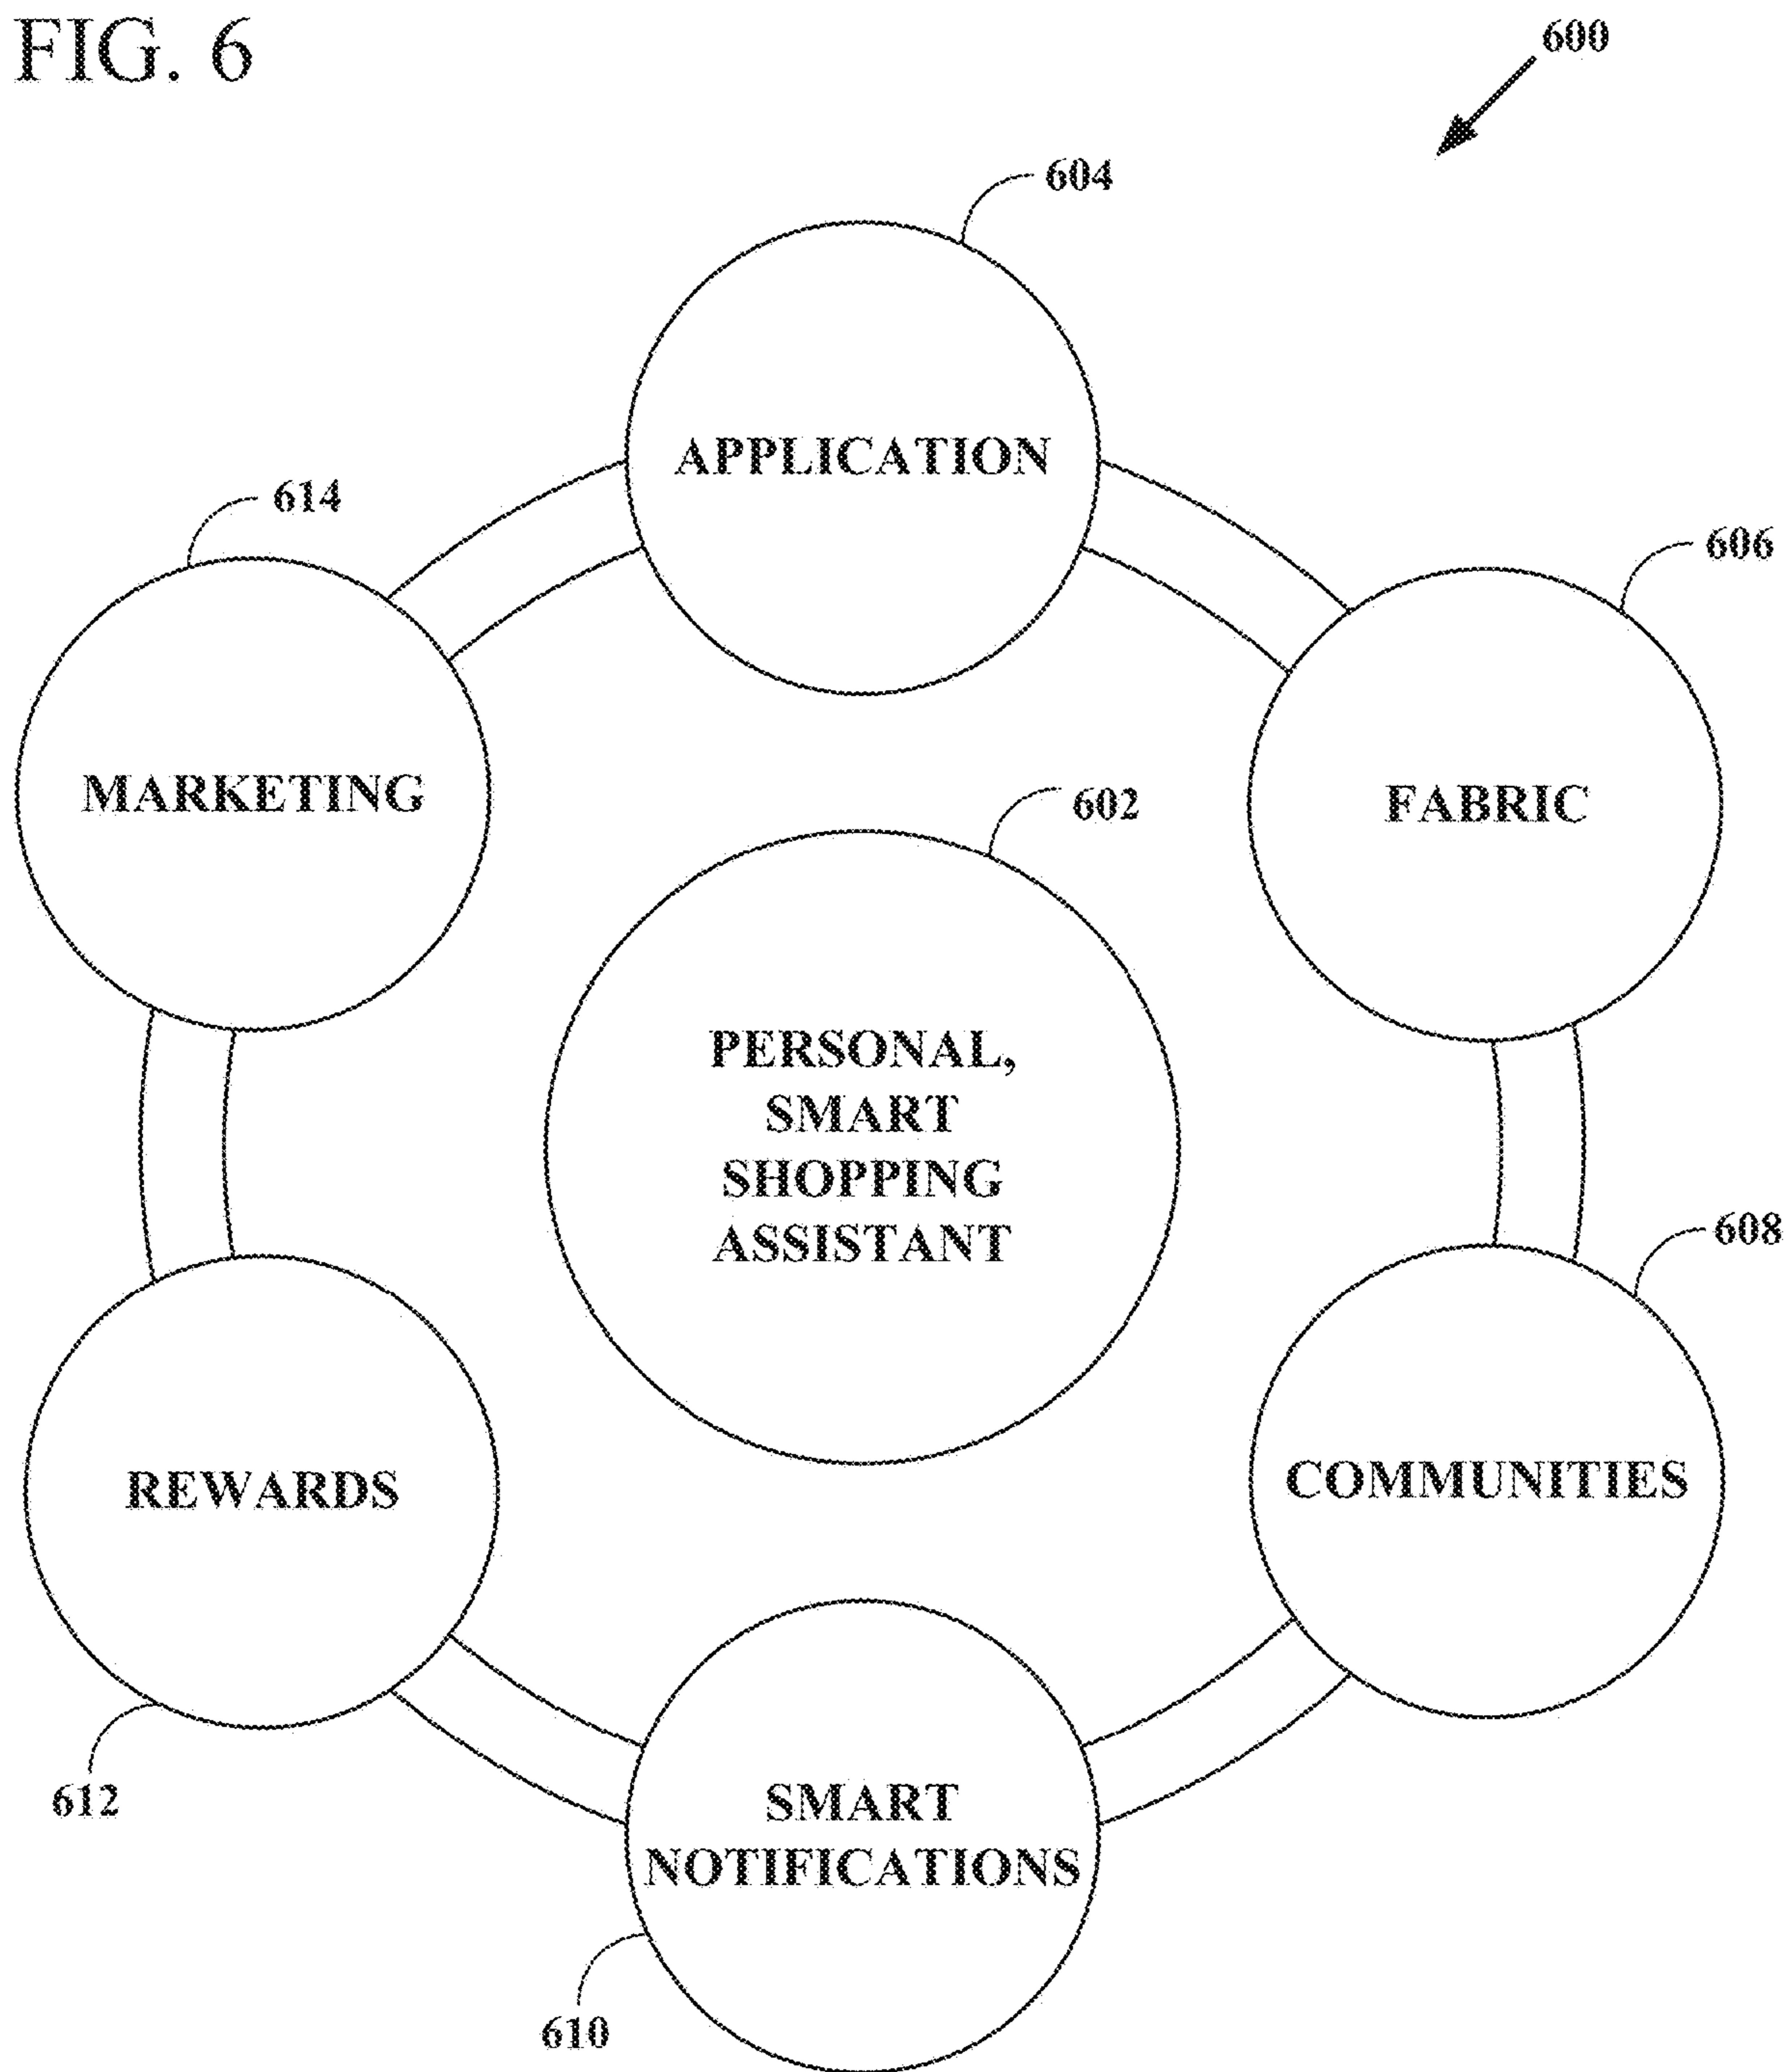 FIG. 6
600
604
APPLICATION
614
606
MARKETING
FABRIC
602
PERSONAL,
SMART
SHOPPING
ASSISTANT
608
REWARDS
COMMUNITIES
612
SMART
NOTIFICATIONS
610